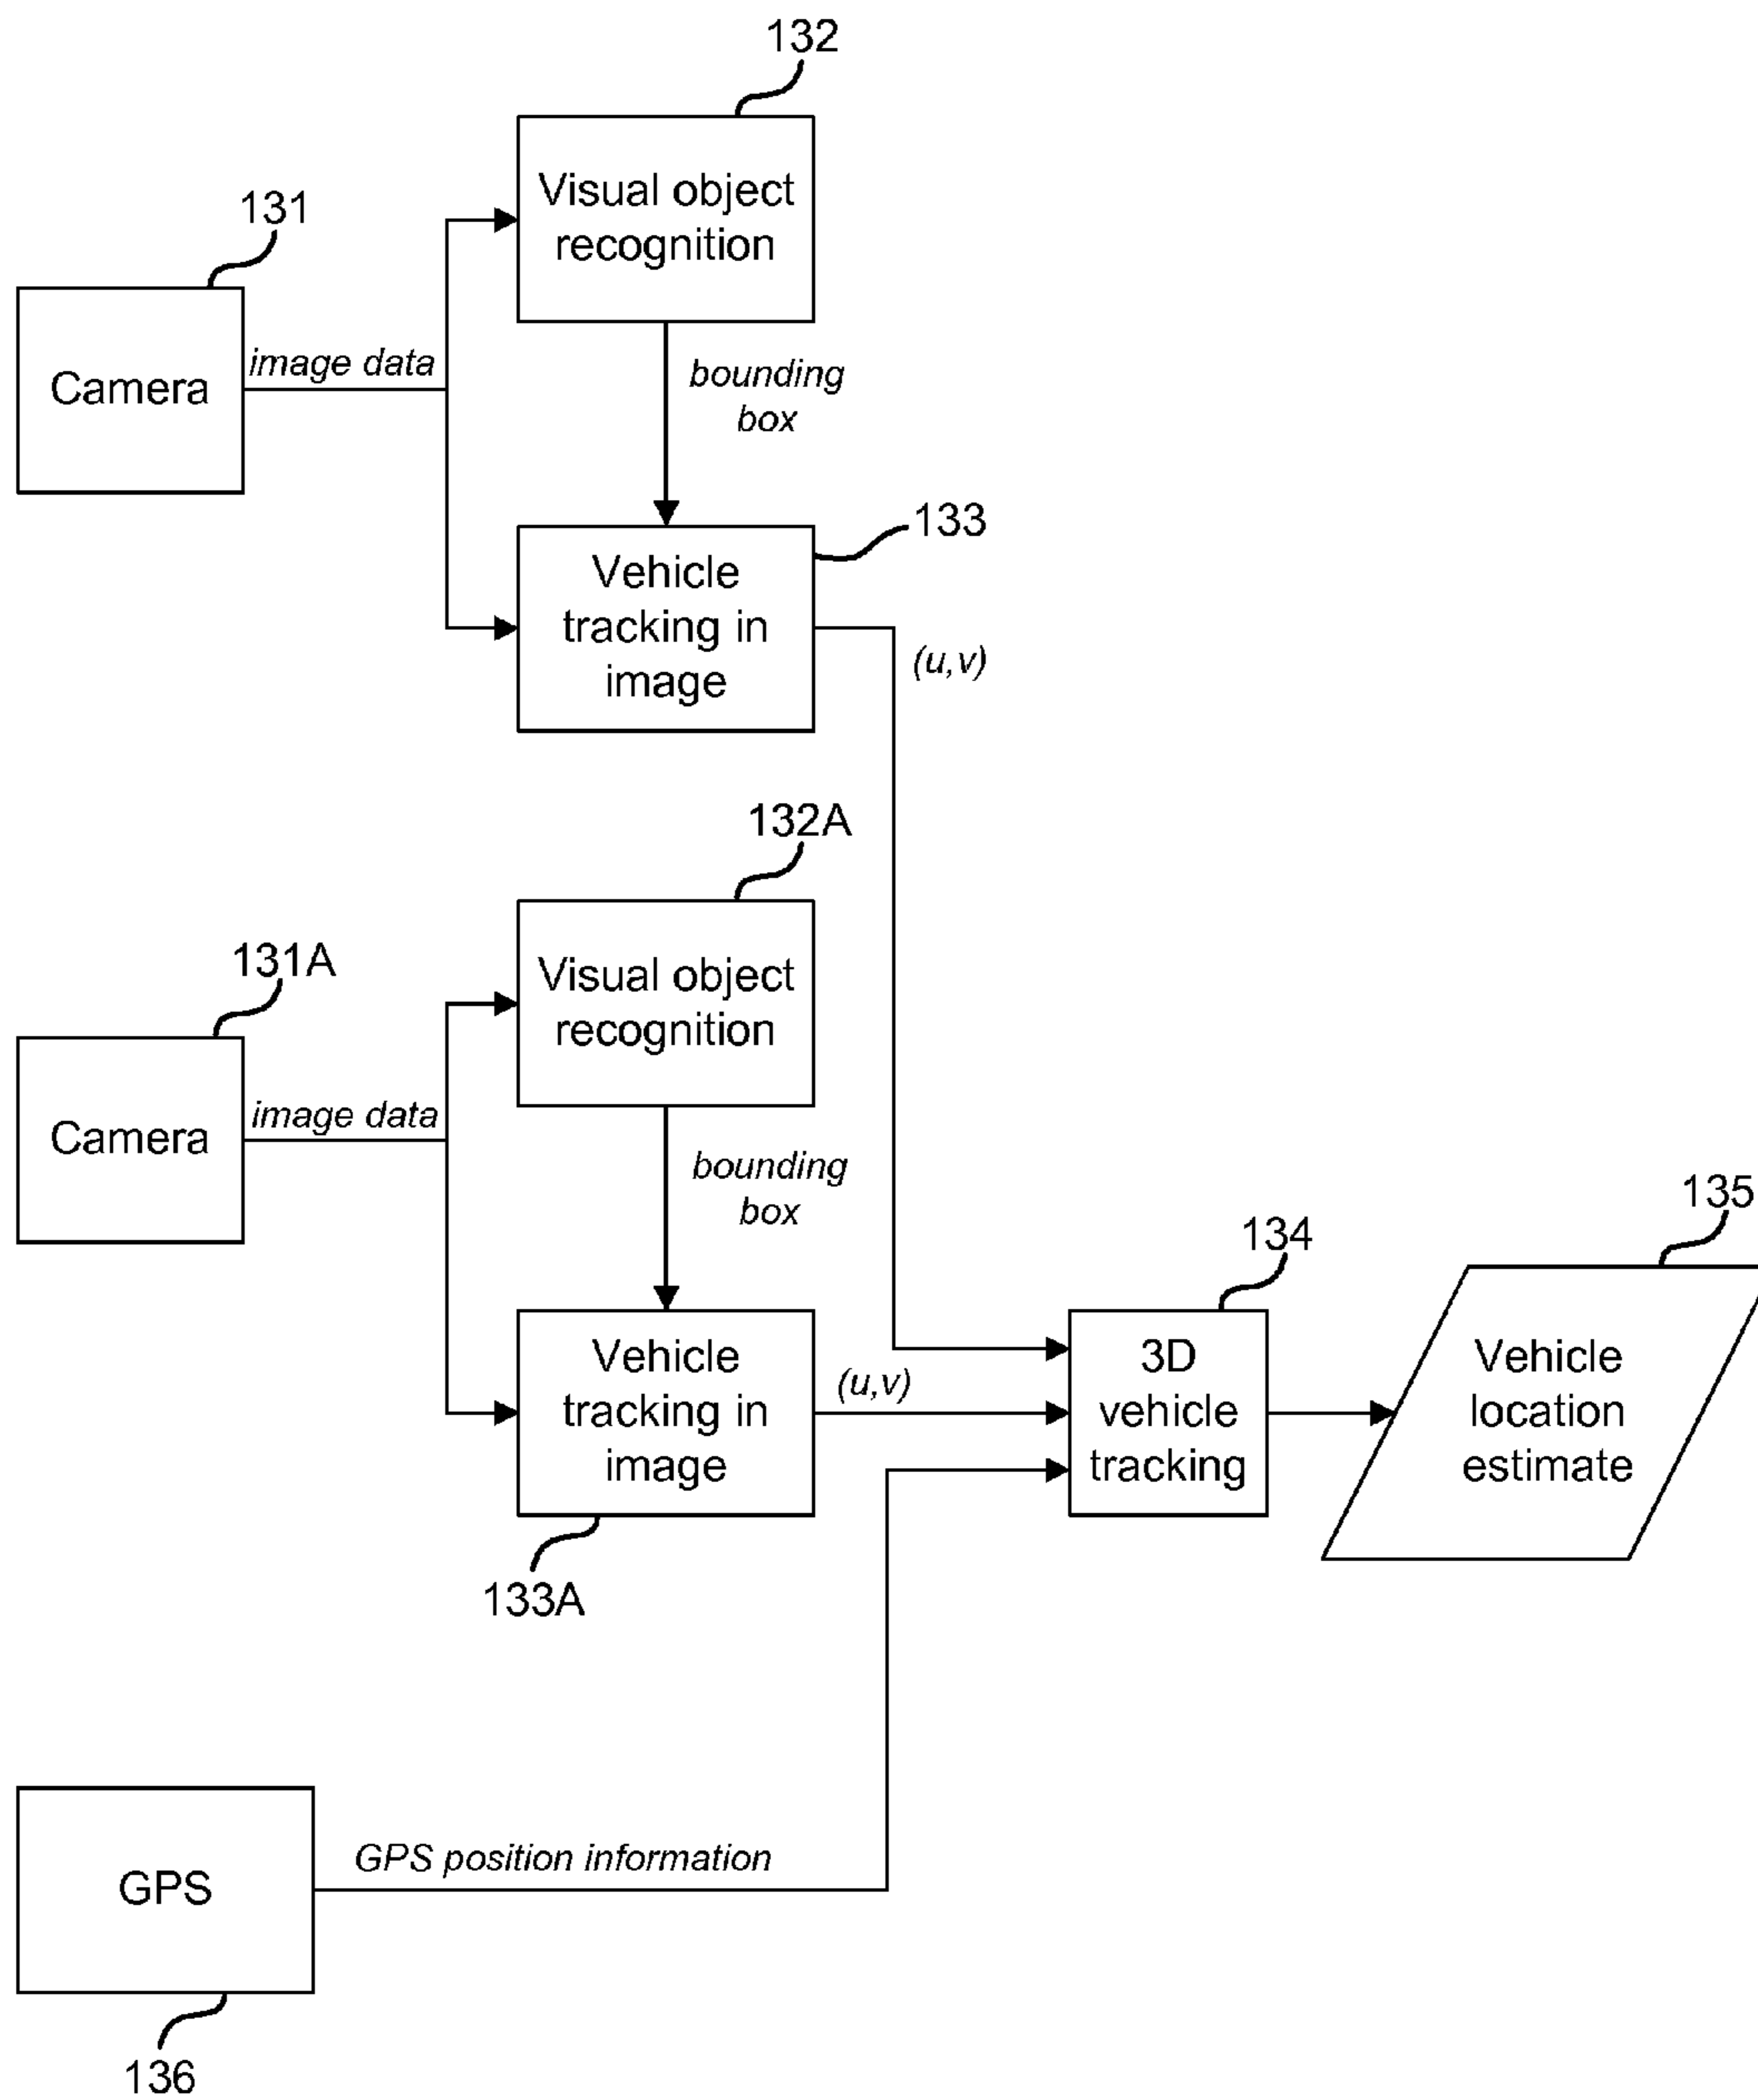 132
Visual object
recognition
131
Camera
image data
bounding
box
133
Vehicle
tracking in
image
(u,v)
132A
Visual object
recognition
131A
Camera
image data
bounding
box
135
134
Vehicle
tracking in
image
(u,v)
3D
vehicle
tracking
Vehicle
location
estimate
133A
GPS
GPS position information
136